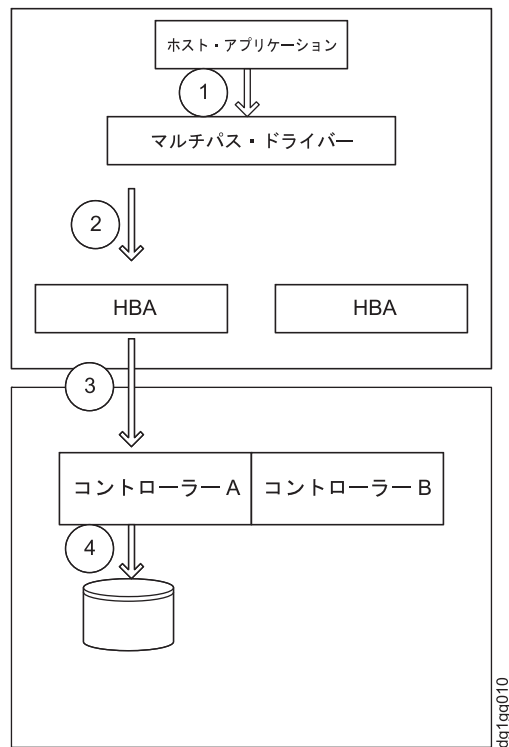 ホスト・アプリケーション
1
マルチパス・ドライバー
2
HBA
HBA
3
コントローラー A
コントローラー B
4
dq1gg010